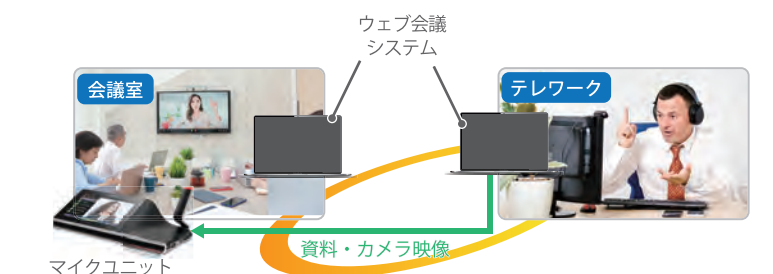 ウェブ会議
システム
会議室
テレワーク
資料・カメラ映像
マイクユニット